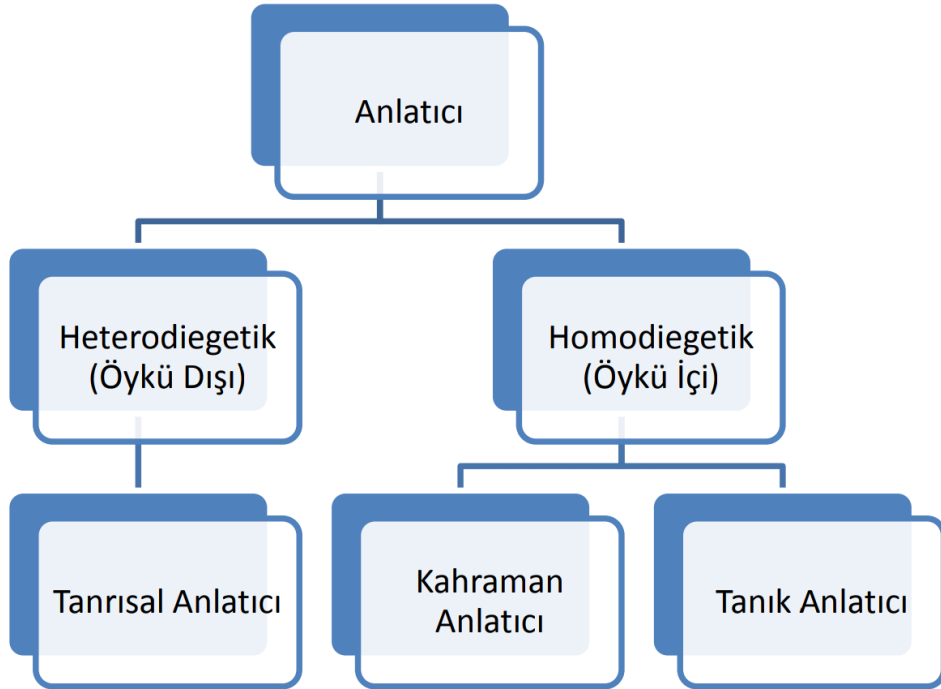 Anlatıcı
Heterodiegetik
(Öykü Dışı)
Homodiegetik
(Öykü İçi)
Tanrısal Anlatıcı
Kahraman
Anlatıcı
Tanık Anlatıcı